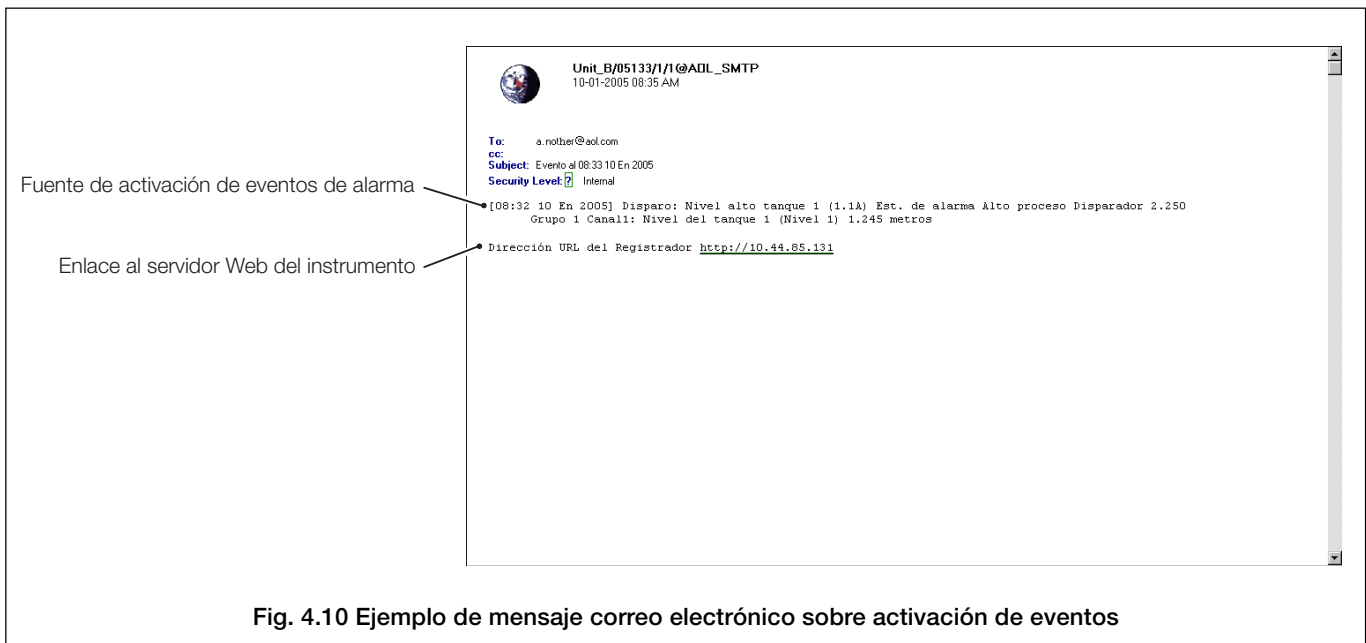 Unit_B/05133/1/1@AOL_SMTP
10-01-2005 08:35 AM
To: a.nother@aol.com
cc:
Subject: Evento al 08:33 10 En 2005
Security Level:? Internal
Fuente de activación de eventos de alarma
[08:32 10 En 2005] Disparo: Nivel alto tanque 1 (1.1A) Est. de alarma Alto proceso Disparador 2.250
Grupo 1 Canal1: Nivel del tanque 1 (Nivel 1) 1.245 metros
Dirección URL del Registrador http://10.44.85.131
Enlace al servidor Web del instrumento
Fig. 4.10 Ejemplo de mensaje correo electrónico sobre activación de eventos